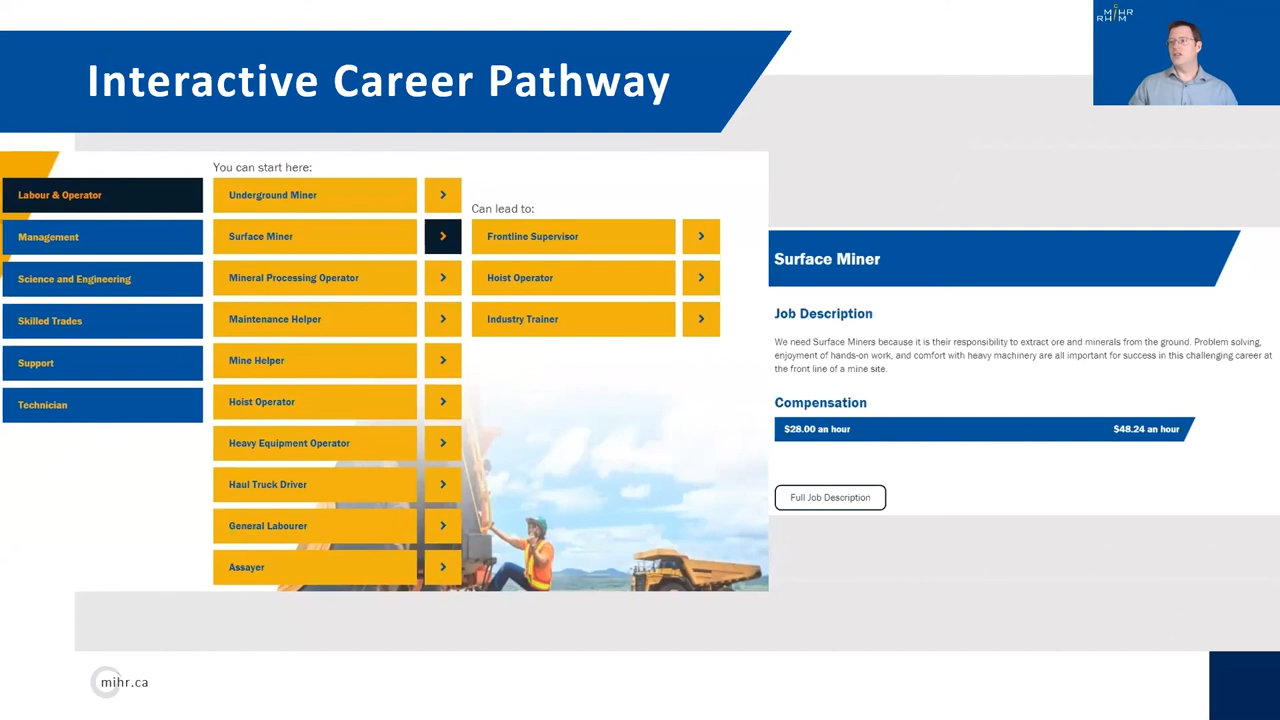 Interactive Career Pathway
MiHR
RHiM
You can start here:
Labour & Operator
Management
Science and Engineering
Skilled Trades
Support
Technician
Underground Miner
Surface Miner
Mineral Processing Operator
Maintenance Helper
Mine Helper
Hoist Operator
Heavy Equipment Operator
Haul Truck Driver
General Labourer
Assayer
Can lead to:
Frontline Supervisor
Hoist Operator
Industry Trainer
Surface Miner
Job Description
We need Surface Miners because it is their responsibility to extract ore and minerals from the ground. Problem solving,
enjoyment of hands-on work, and comfort with heavy machinery are all important for success in this challenging career at
the front line of a mine site.
Compensation
$28.00 an hour $48.24 an hour
Full Job Description
mihr.ca